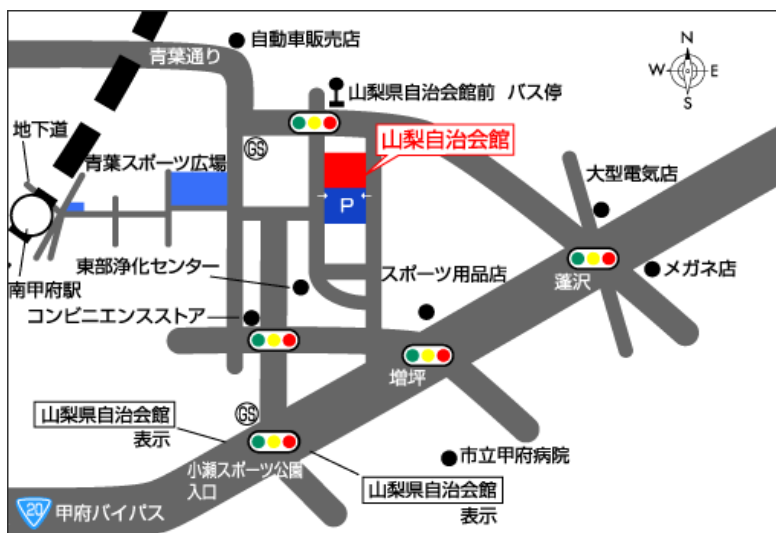 自動車販売店
青葉通り
N
W
E
S
山梨県自治会館前 バス停
地下道
GS
山梨自治会館
青葉スポーツ広場
大型電気店
P
東部浄化センター
スポーツ用品店
メガネ店
南甲府駅
蓬沢
コンビニエンスストア
増坪
GS
山梨県自治会館
表示
市立甲府病院
小瀬スポーツ公園
入口
山梨県自治会館
表示
20
甲府バイパス